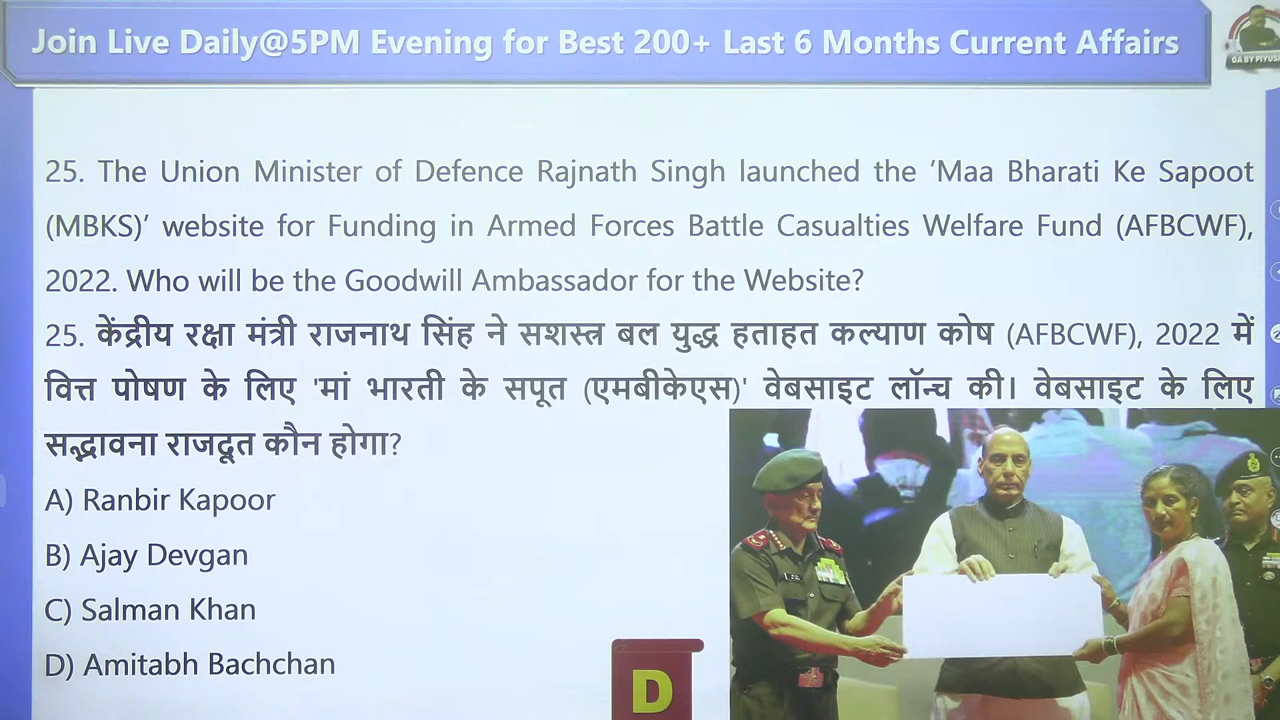 Join Live Daily@5PM Evening for Best 200+ Last 6 Months Current Affairs
GA BY PIYUSH
25. The Union Minister of Defence Rajnath Singh launched the ’Maa Bharati Ke Sapoot
(MBKS)’ website for Funding in Armed Forces Battle Casualties Welfare Fund (AFBCWF),
2022. Who will be the Goodwill Ambassador for the Website?
25. केंद्रीय रक्षा मंत्री राजनाथ सिंह ने सशस्त्र बल युद्ध हताहत कल्याण कोष (AFBCWF), 2022 में
वित्त पोषण के लिए 'मां भारती के सपूत (एमबीकेएस)' वेबसाइट लॉन्च की। वेबसाइट के लिए
सद्भावना राजदूत कौन होगा?
A) Ranbir Kapoor
B) Ajay Devgan
C) Salman Khan
D) Amitabh Bachchan
D